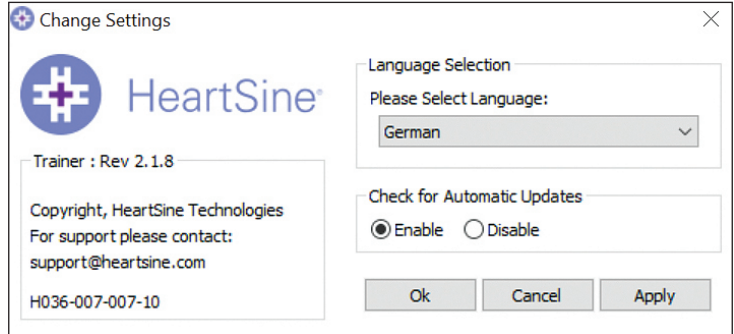 Change Settings
HeartSine®
Trainer : Rev 2.1.8
Copyright, HeartSine Technologies
For support please contact:
support@heartsine.com
H036-007-007-10
Language Selection
Please Select Language:
German
Check for Automatic Updates
Enable Disable
Ok Cancel Apply